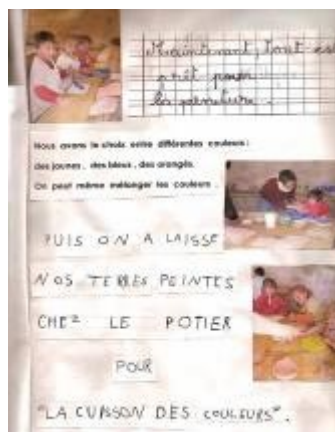 Maintenant, tout est
prêt pour
la peinture.
Nous avons le choix entre différentes couleurs :
des jaunes, des bleus, des orangés.
On peut même mélanger les couleurs.
PUIS ON A LAISSE
NOS TERRES PEINTES
CHEZ LE POTIER
POUR
"LA CUISSON DES COULEURS".